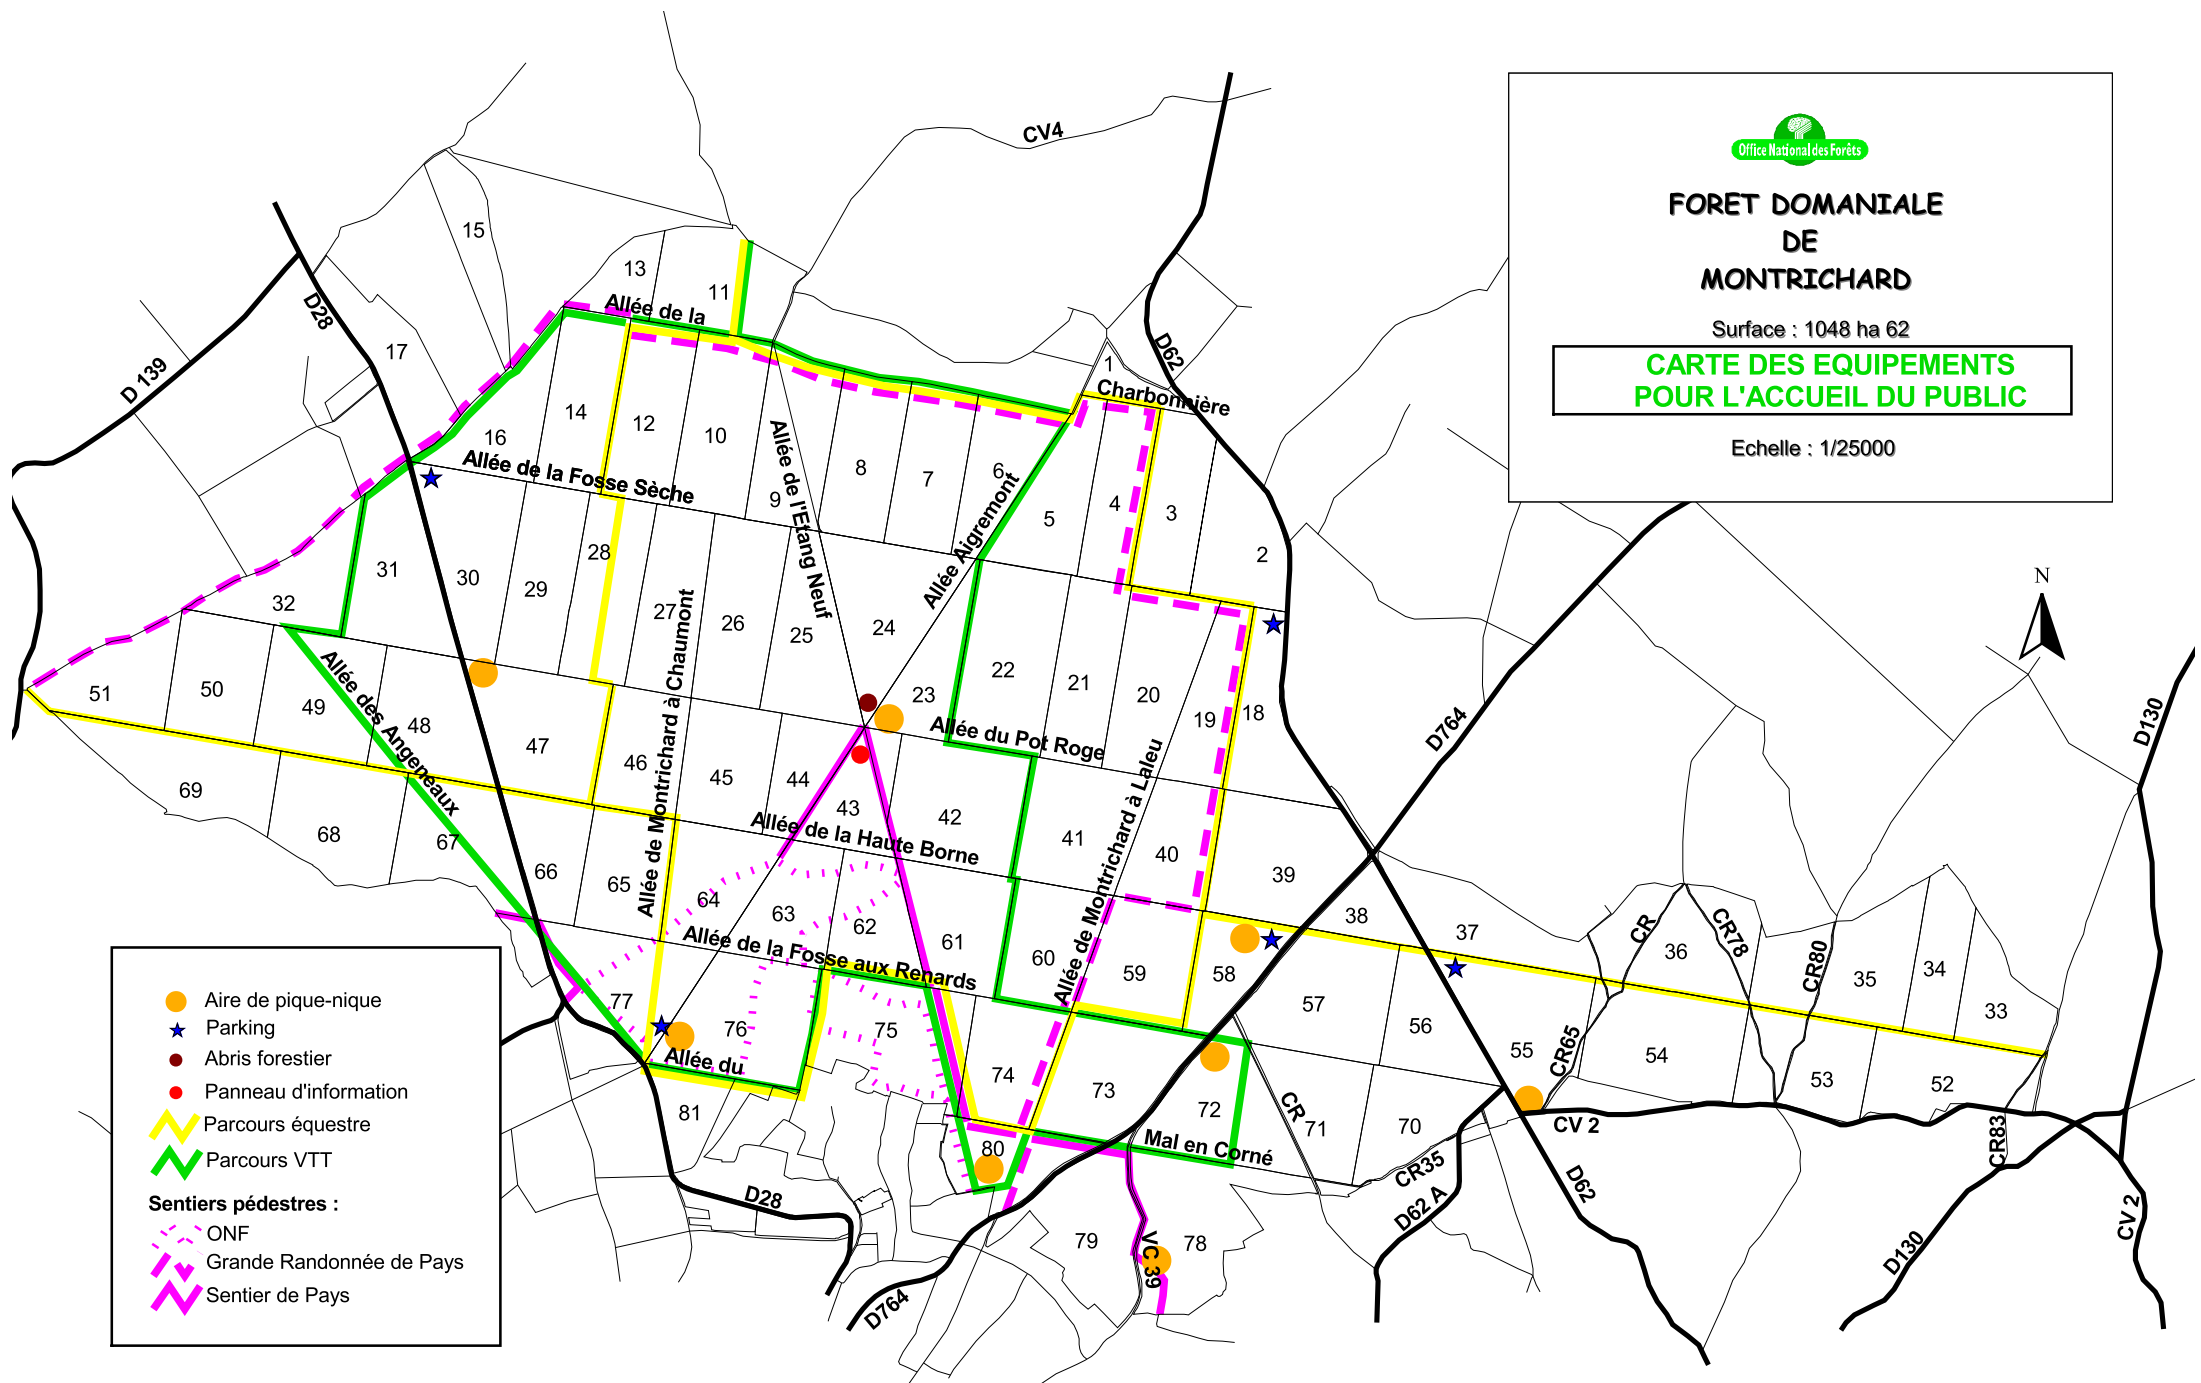 Office National des Forêts
FORET DOMANIALE
DE
MONTRICHARD
Surface : 1048 ha 62
CARTE DES EQUIPEMENTS
POUR L'ACCUEIL DU PUBLIC
Echelle : 1/25000
N
CV4
D62
D28
D 139
15
13
11
Allée de la
17
1
Charbonnière
16
14
12
10
9
8
7
6
5
4
3
2
Allée de la Fosse Sèche
Allée de l'Etang Neuf
Allée Aigremont
32
31
30
29
28
27
26
25
24
23
22
21
20
19
18
Allée de Montrichard à Chaumont
Allée du Pot Roge
Allée des Angeneaux
Allée de Montrichard à Laleu
D764
D130
51
50
49
48
47
46
45
44
43
42
41
40
39
38
37
36
35
34
33
Allée de la Haute Borne
69
68
67
66
65
64
63
62
61
60
59
58
57
56
55
54
53
52
CR
CR78
CR80
CR65
Allée de la Fosse aux Renards
77
76
75
74
73
72
71
70
Allée du
Mal en Corné
CR
CR35
CV 2
CR83
81
80
79
78
D28
D764
VC 39
D62 A
D62
D130
CV 2
Aire de pique-nique
Parking
Abris forestier
Panneau d'information
Parcours équestre
Parcours VTT
Sentiers pédestres :
ONF
Grande Randonnée de Pays
Sentier de Pays